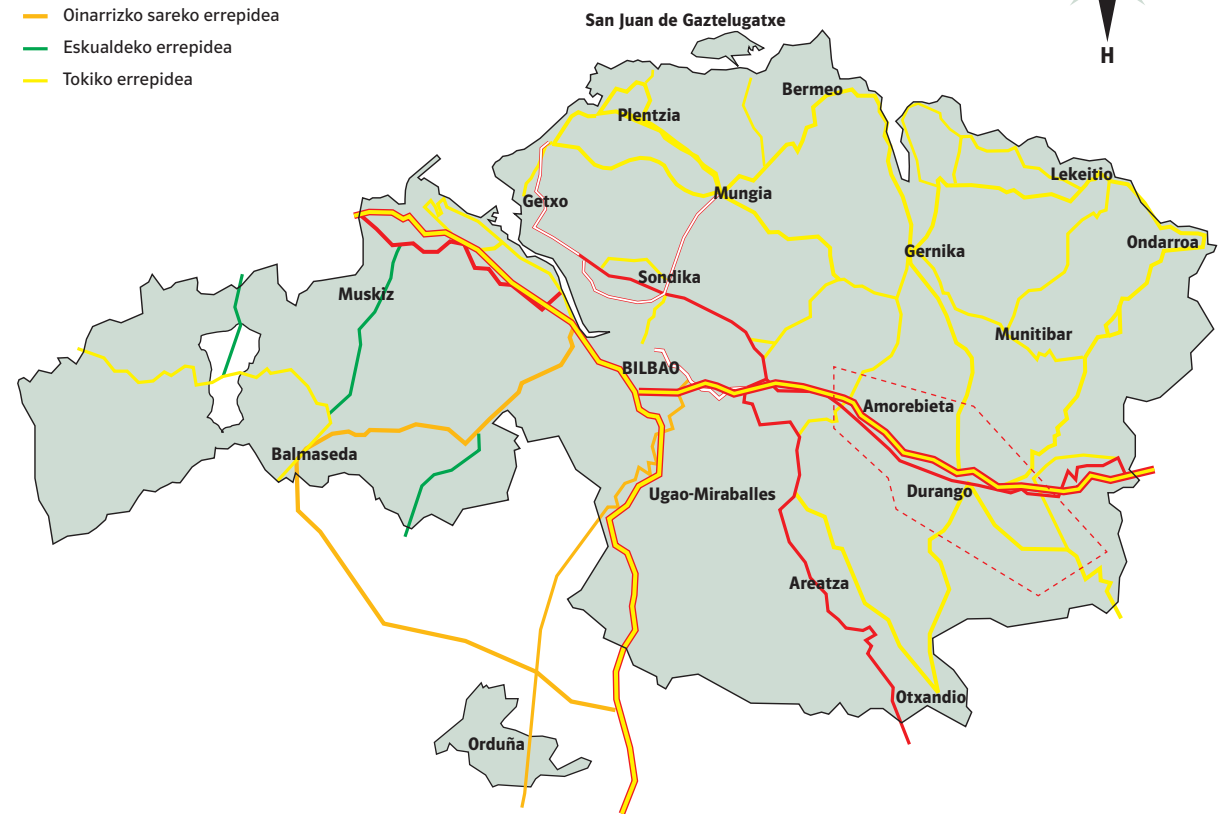 Oinarrizko sareko errepidea
Eskualdeko errepidea
Tokiko errepidea
San Juan de Gaztelugatxe
H
Bermeo
Plentzia
Lekeitio
Mungia
Getxo
Ondarroa
Gernika
Sondika
Muskiz
Munitibar
BILBAO
Amorebieta
Balmaseda
Durango
Ugao-Miraballes
Areatza
Otxandio
Orduña